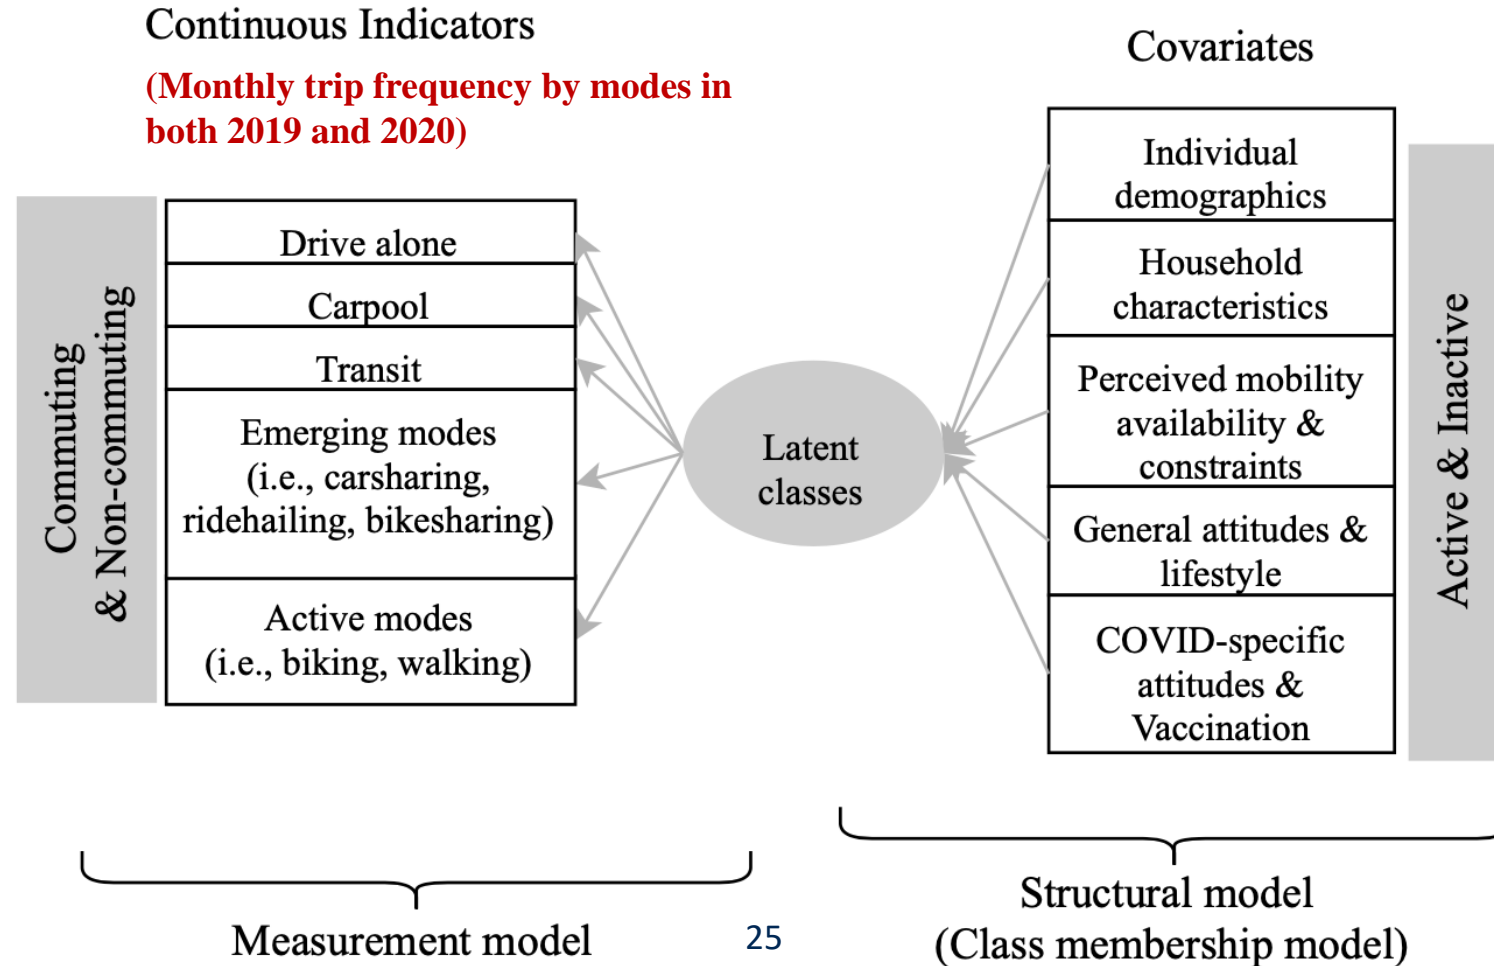 Continuous Indicators
(Monthly trip frequency by modes in
both 2019 and 2020)
Commuting
& Non-commuting
Drive alone
Carpool
Transit
Emerging modes
(i.e., carsharing,
ridehailing, bikesharing)
Active modes
(i.e., biking, walking)
Measurement model
Latent
classes
25
Covariates
Individual
demographics
Household
characteristics
Perceived mobility
availability &
constraints
General attitudes &
lifestyle
COVID-specific
attitudes &
Vaccination
Active & Inactive
Structural model
(Class membership model)